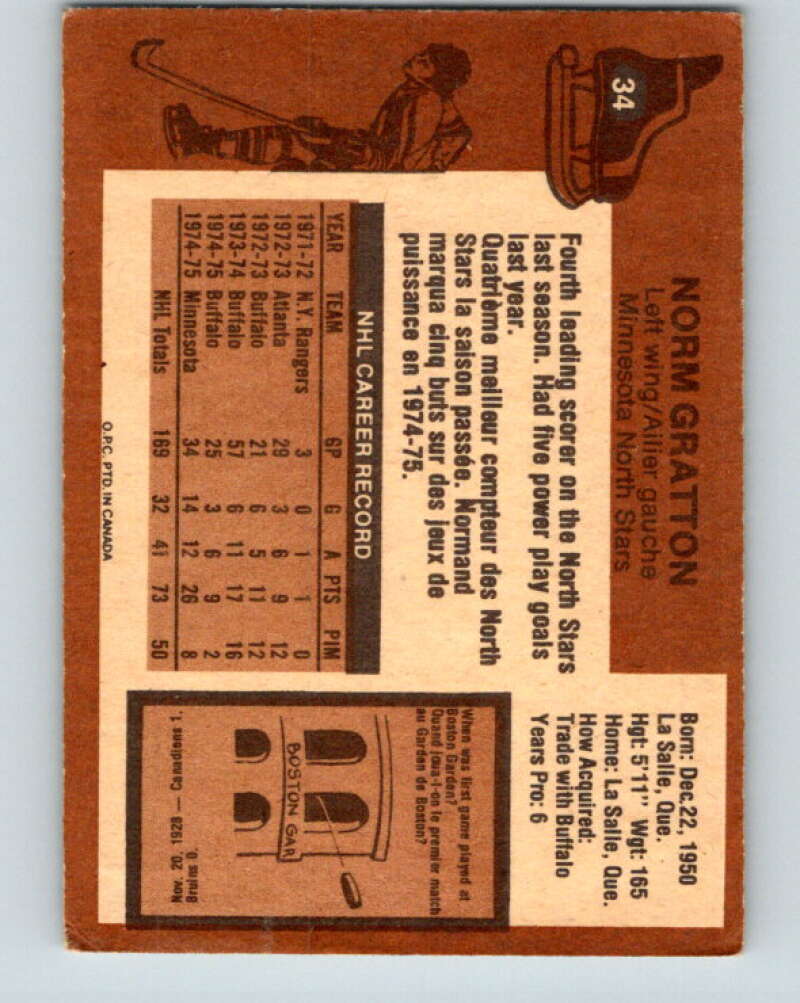 34
NORM GRATTON
Left wing/Ailier gauche
Minnesota North Stars
Born: Dec. 22, 1950
La Salle, Que.
Hgt: 5'11" Wgt: 165
Home: La Salle, Que.
How Acquired:
Trade with Buffalo
Years Pro: 6
Fourth leading scorer on the North Stars
last season. Had five power play goals
last year.
Quatrième meilleur compteur des North
Stars la saison passée. Normand
marqua cinq buts sur des jeux de
puissance en 1974-75.
NHL CAREER RECORD
YEAR TEAM GP G A PTS PIM
1971-72 N.Y. Rangers 3 0 1 1 0
1972-73 Atlanta 29 3 6 9 12
1972-73 Buffalo 21 6 5 11 12
1973-74 Buffalo 57 6 11 17 16
1974-75 Buffalo 25 3 6 9 2
1974-75 Minnesota 34 14 12 26 8
NHL Totals 169 32 41 73 50
O.P.C. PTD. IN CANADA
When was first game played at
Boston Garden?
Quand joua-t-on le premier match
au Garden de Boston?
BOSTON GAR
Bruins 0.
Nov. 20, 1928 — Canadiens 1,